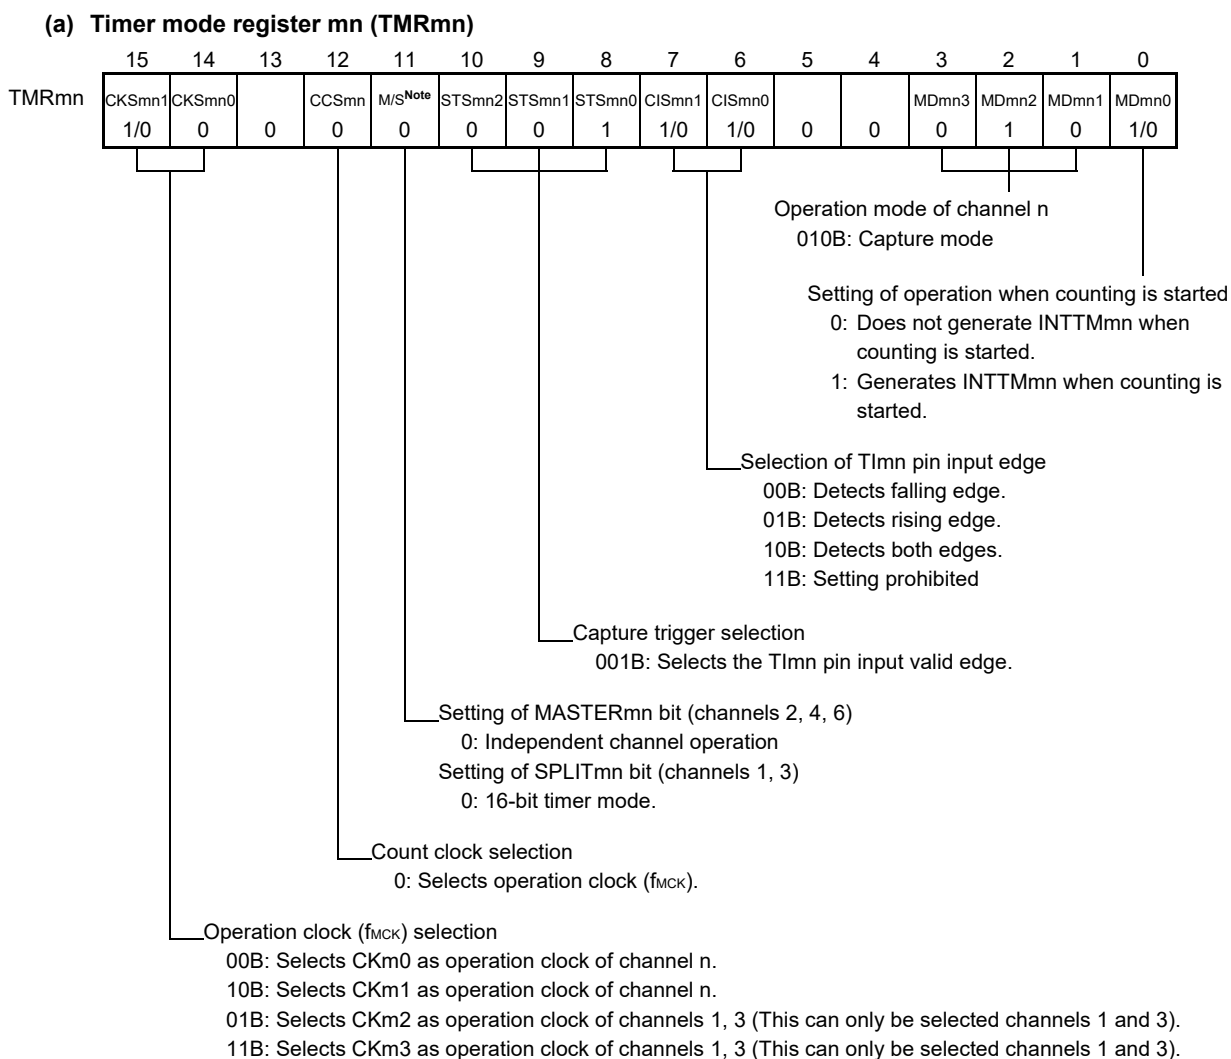 (a) Timer mode register mn (TMRmn)
15 14 13 12 11 10 9 8 7 6 5 4 3 2 1 0
TMRmn CKSmn1 CKSmn0 CCSmn M/SNote STSmn2 STSmn1 STSmn0 CISmn1 CISmn0 MDmn3 MDmn2 MDmn1 MDmn0
1/0 0 0 0 0 0 0 1 1/0 1/0 0 0 0 1 0 1/0
Operation mode of channel n
010B: Capture mode
Setting of operation when counting is started
0: Does not generate INTTMmn when
counting is started.
1: Generates INTTMmn when counting is
started.
Selection of TImn pin input edge
00B: Detects falling edge.
01B: Detects rising edge.
10B: Detects both edges.
11B: Setting prohibited
Capture trigger selection
001B: Selects the TImn pin input valid edge.
Setting of MASTERmn bit (channels 2, 4, 6)
0: Independent channel operation
Setting of SPLITmn bit (channels 1, 3)
0: 16-bit timer mode.
Count clock selection
0: Selects operation clock (fMCK).
Operation clock (fMCK) selection
00B: Selects CKm0 as operation clock of channel n.
10B: Selects CKm1 as operation clock of channel n.
01B: Selects CKm2 as operation clock of channels 1, 3 (This can only be selected channels 1 and 3).
11B: Selects CKm3 as operation clock of channels 1, 3 (This can only be selected channels 1 and 3).